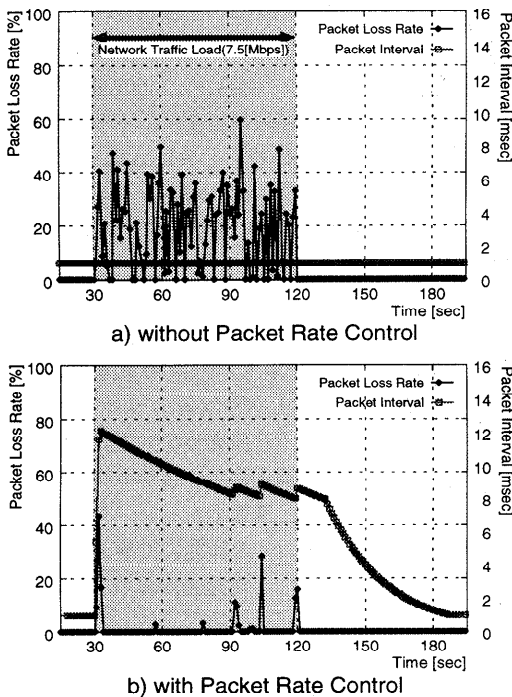 Packet Loss Rate [%]
100
80
60
40
20
0
Network Traffic Load(7.5[Mbps])
Packet Loss Rate
Packet Interval
16
14
12
10
8
6
4
2
0
Packet Interval [msec]
30 60 90 120 150 180
Time [sec]
a) without Packet Rate Control
Packet Loss Rate [%]
100
80
60
40
20
0
Packet Loss Rate
Packet Interval
16
14
12
10
8
6
4
2
0
Packet Interval [msec]
30 60 90 120 150 180
Time [sec]
b) with Packet Rate Control